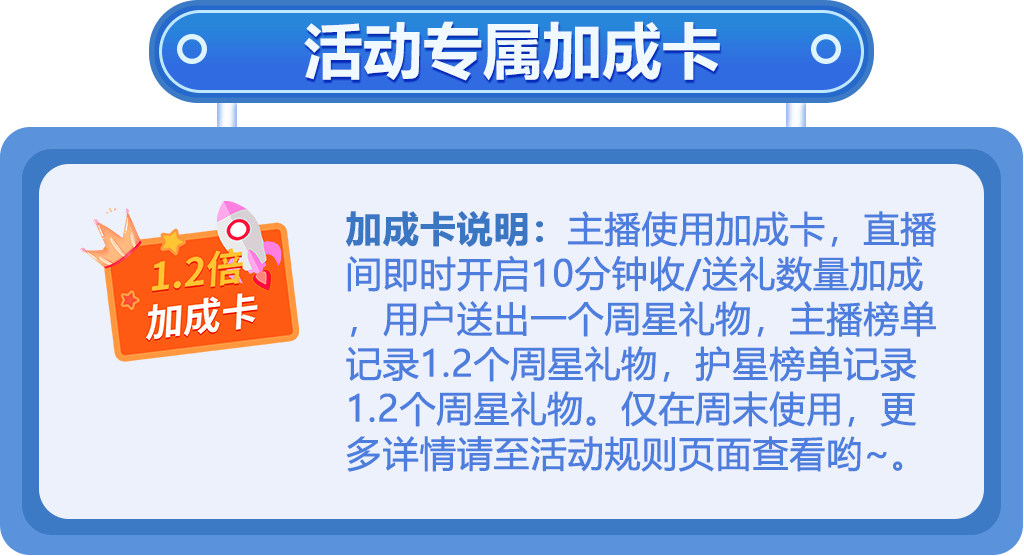 活动专属加成卡
1.2倍
加成卡
加成卡说明：主播使用加成卡，直播
间即时开启10分钟收/送礼数量加成
，用户送出一个周星礼物，主播榜单
记录1.2个周星礼物，护星榜单记录
1.2个周星礼物。仅在周末使用，更
多详情请至活动规则页面查看哟~。